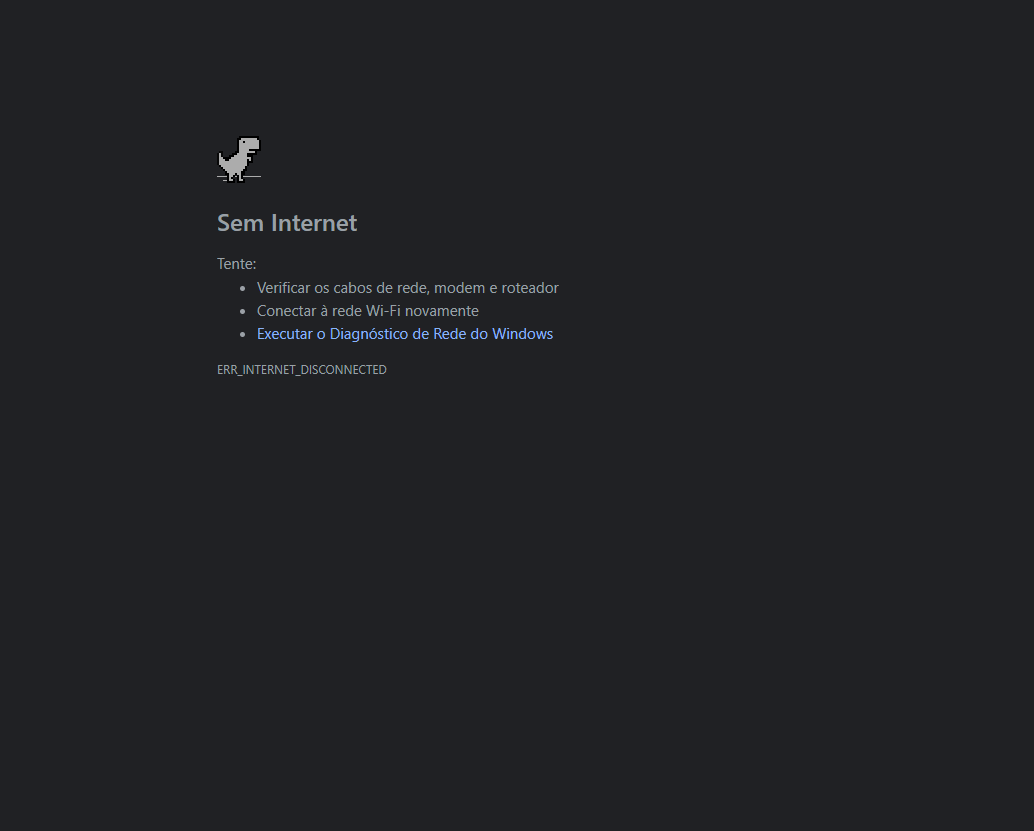 Sem Internet
Tente:
Verificar os cabos de rede, modem e roteador
Conectar à rede Wi-Fi novamente
Executar o Diagnóstico de Rede do Windows
ERR_INTERNET_DISCONNECTED